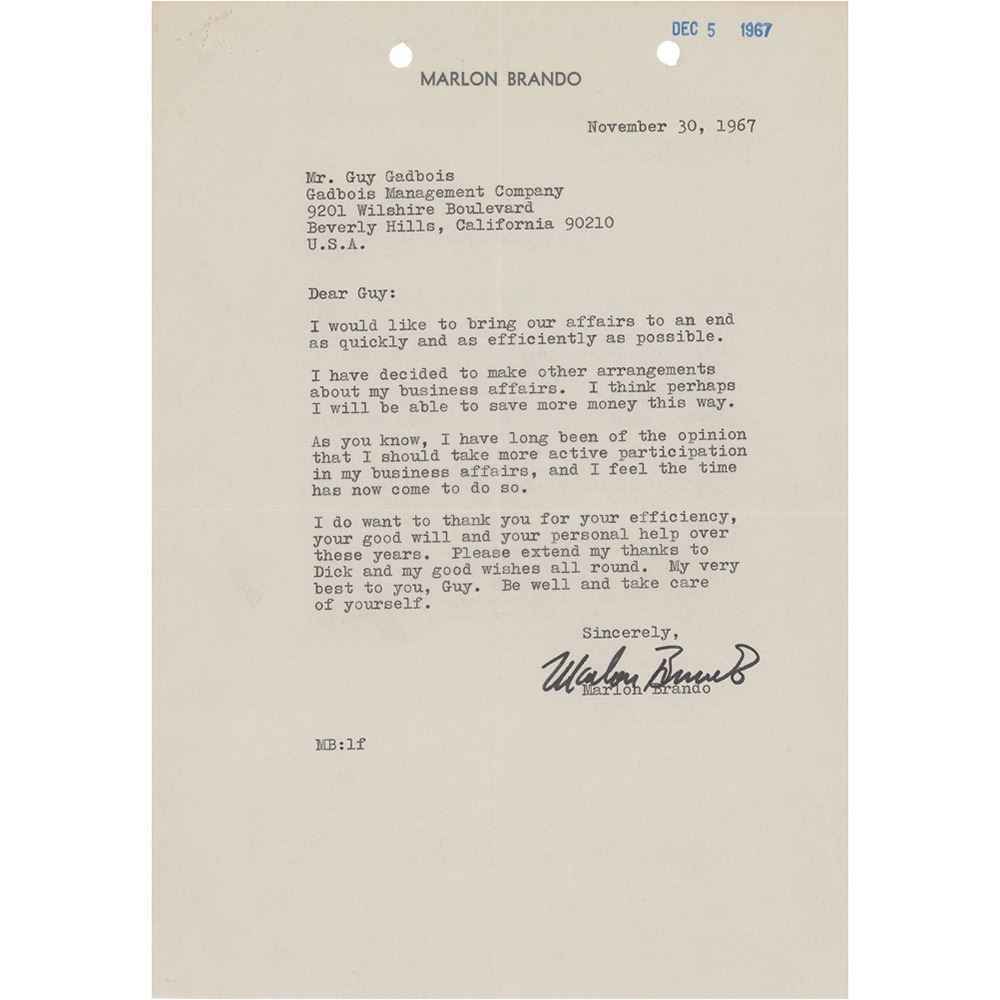 DEC 5 1967
MARLON BRANDO
November 30, 1967
Mr. Guy Gadbois
Gadbois Management Company
9201 Wilshire Boulevard
Beverly Hills, California 90210
U.S.A.
Dear Guy:
I would like to bring our affairs to an end
as quickly and as efficiently as possible.
I have decided to make other arrangements
about my business affairs. I think perhaps
I will be able to save more money this way.
As you know, I have long been of the opinion
that I should take more active participation
in my business affairs, and I feel the time
has now come to do so.
I do want to thank you for your efficiency,
your good will and your personal help over
these years. Please extend my thanks to
Dick and my good wishes all round. My very
best to you, Guy. Be well and take care
of yourself.
Sincerely,
Marlon Brando
Marlon Brando
MB:lf